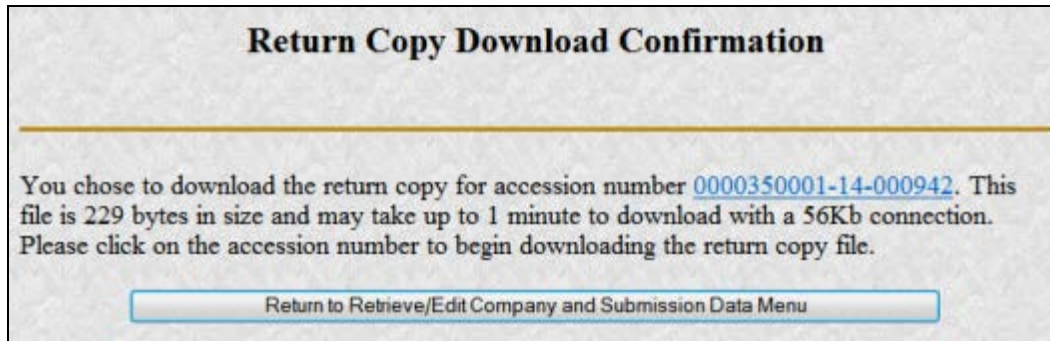 Return Copy Download Confirmation
You chose to download the return copy for accession number 0000350001-14-000942. This
file is 229 bytes in size and may take up to 1 minute to download with a 56Kb connection.
Please click on the accession number to begin downloading the return copy file.
Return to Retrieve/Edit Company and Submission Data Menu